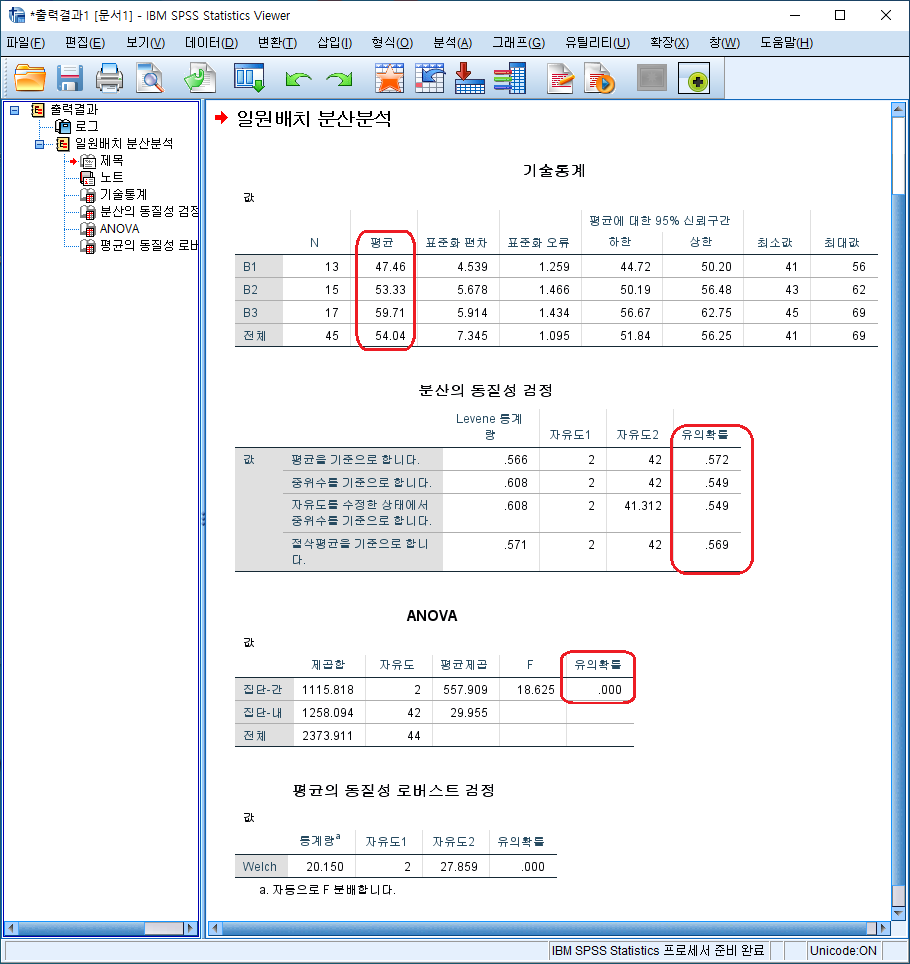 *출력결과1 [문서1] - IBM SPSS Statistics Viewer
파일(F) 편집(E) 보기(V) 데이터(D) 변환(T) 삽입(I) 형식(O) 분석(A) 그래프(G) 유틸리티(U) 확장(X) 창(W) 도움말(H)
출력결과
로그
일원배치 분산분석
제목
노트
기술통계
분산의 동질성 검정
ANOVA
평균의 동질성 로버
일원배치 분산분석
기술통계
값
평균에 대한 95% 신뢰구간
N 평균 표준화 편차 표준화 오류 하한 상한 최소값 최대값
B1 13 47.46 4.539 1.259 44.72 50.20 41 56
B2 15 53.33 5.678 1.466 50.19 56.48 43 62
B3 17 59.71 5.914 1.434 56.67 62.75 45 69
전체 45 54.04 7.345 1.095 51.84 56.25 41 69
분산의 동질성 검정
Levene 통계
량 자유도1 자유도2 유의확률
값 평균을 기준으로 합니다. .566 2 42 .572
중위수를 기준으로 합니다. .608 2 42 .549
자유도를 수정한 상태에서 .608 2 41.312 .549
중위수를 기준으로 합니다.
절삭평균을 기준으로 합니 .571 2 42 .569
다.
ANOVA
값
제곱합 자유도 평균제곱 F 유의확률
집단-간 1115.818 2 557.909 18.625 .000
집단-내 1258.094 42 29.955
전체 2373.911 44
평균의 동질성 로버스트 검정
값
통계량a 자유도1 자유도2 유의확률
Welch 20.150 2 27.859 .000
a. 자동으로 F 분배합니다.
IBM SPSS Statistics 프로세서 준비 완료 Unicode:ON